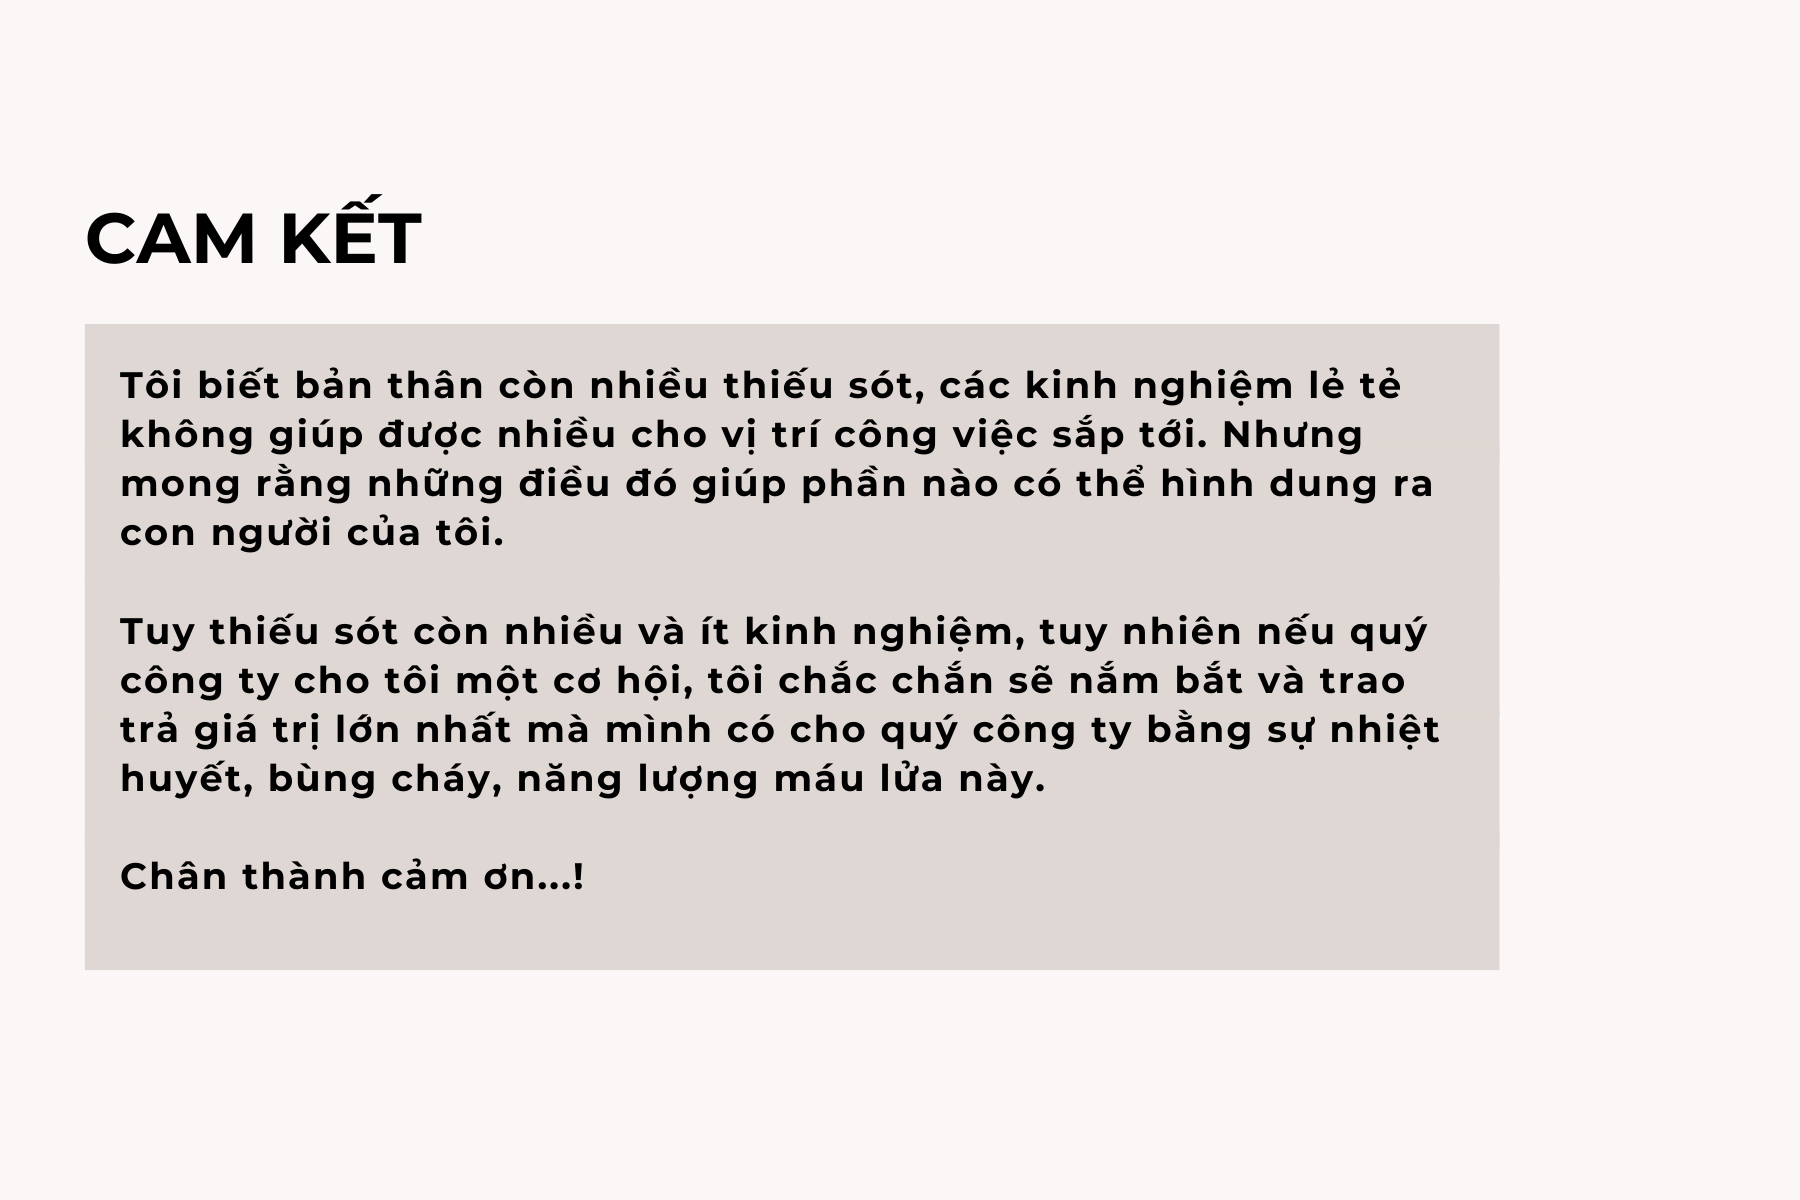 CAM KẾT
Tôi biết bản thân còn nhiều thiếu sót, các kinh nghiệm lẻ tẻ
không giúp được nhiều cho vị trí công việc sắp tới. Nhưng
mong rằng những điều đó giúp phần nào có thể hình dung ra
con người của tôi.
Tuy thiếu sót còn nhiều và ít kinh nghiệm, tuy nhiên nếu quý
công ty cho tôi một cơ hội, tôi chắc chắn sẽ nắm bắt và trao
trả giá trị lớn nhất mà mình có cho quý công ty bằng sự nhiệt
huyết, bùng cháy, năng lượng máu lửa này.
Chân thành cảm ơn...!